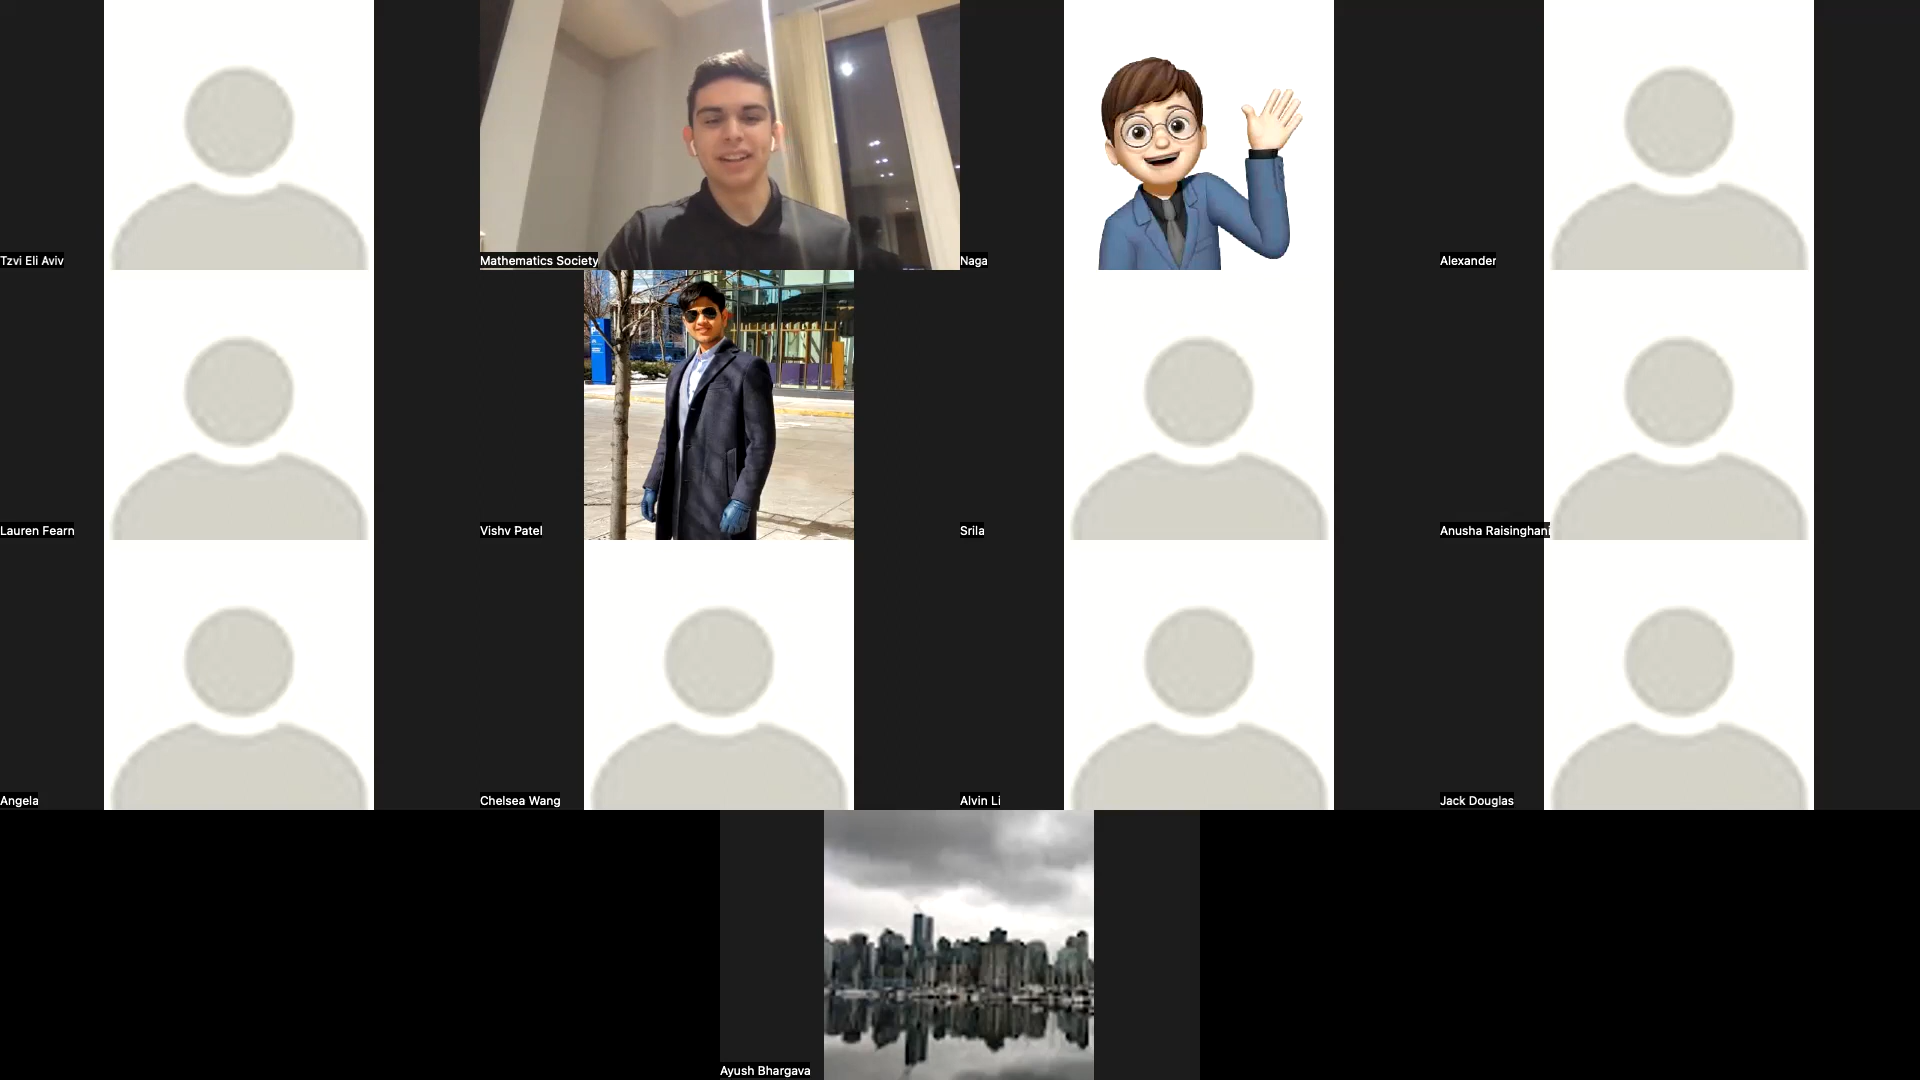 Tzvi Eli Aviv
Mathematics Society
Naga
Alexander
Lauren Fearn
Vishv Patel
Srila
Anusha Raisinghani
Angela
Chelsea Wang
Alvin Li
Jack Douglas
Ayush Bhargava